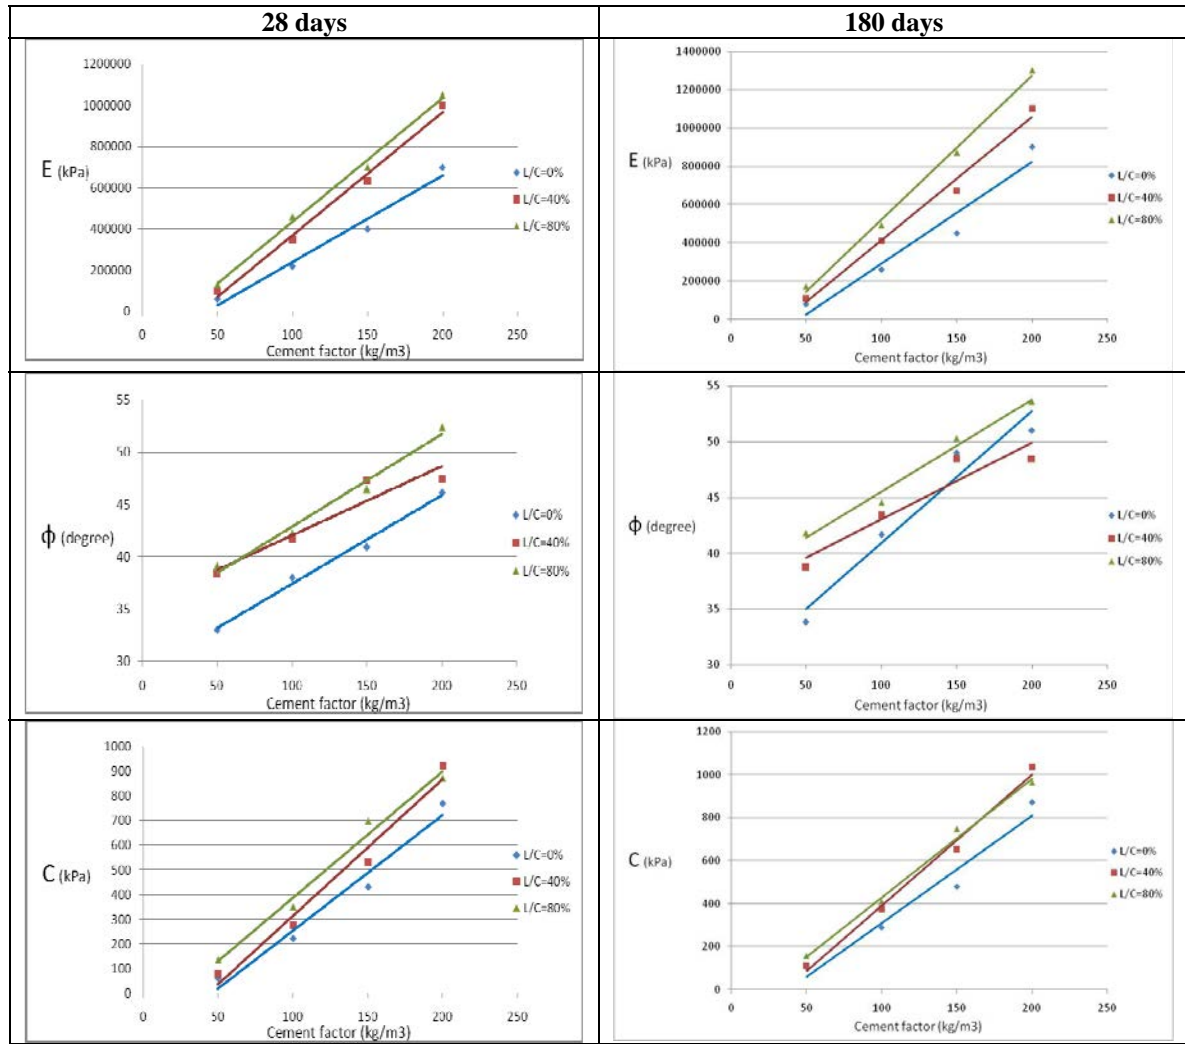 28 days
180 days
1200000
1000000
800000
600000
400000
200000
0
E (kPa)
0 50 100 150 200 250
Cement factor (kg/m3)
L/C=0%
L/C=40%
L/C=80%
1400000
1200000
1000000
800000
600000
400000
200000
0
E (kPa)
0 50 100 150 200 250
Cement factor (kg/m3)
L/C=0%
L/C=40%
L/C=80%
55
50
45
40
35
30
ϕ (degree)
0 50 100 150 200 250
Cement factor (kg/m3)
L/C=0%
L/C=40%
L/C=80%
55
50
45
40
35
30
ϕ (degree)
0 50 100 150 200 250
Cement factor (kg/m3)
L/C=0%
L/C=40%
L/C=80%
1000
900
800
700
600
500
400
300
200
100
0
C (kPa)
0 50 100 150 200 250
Cement factor (kg/m3)
L/C=0%
L/C=40%
L/C=80%
1200
1000
800
600
400
200
0
C (kPa)
0 50 100 150 200 250
Cement factor (kg/m3)
L/C=0%
L/C=40%
L/C=80%